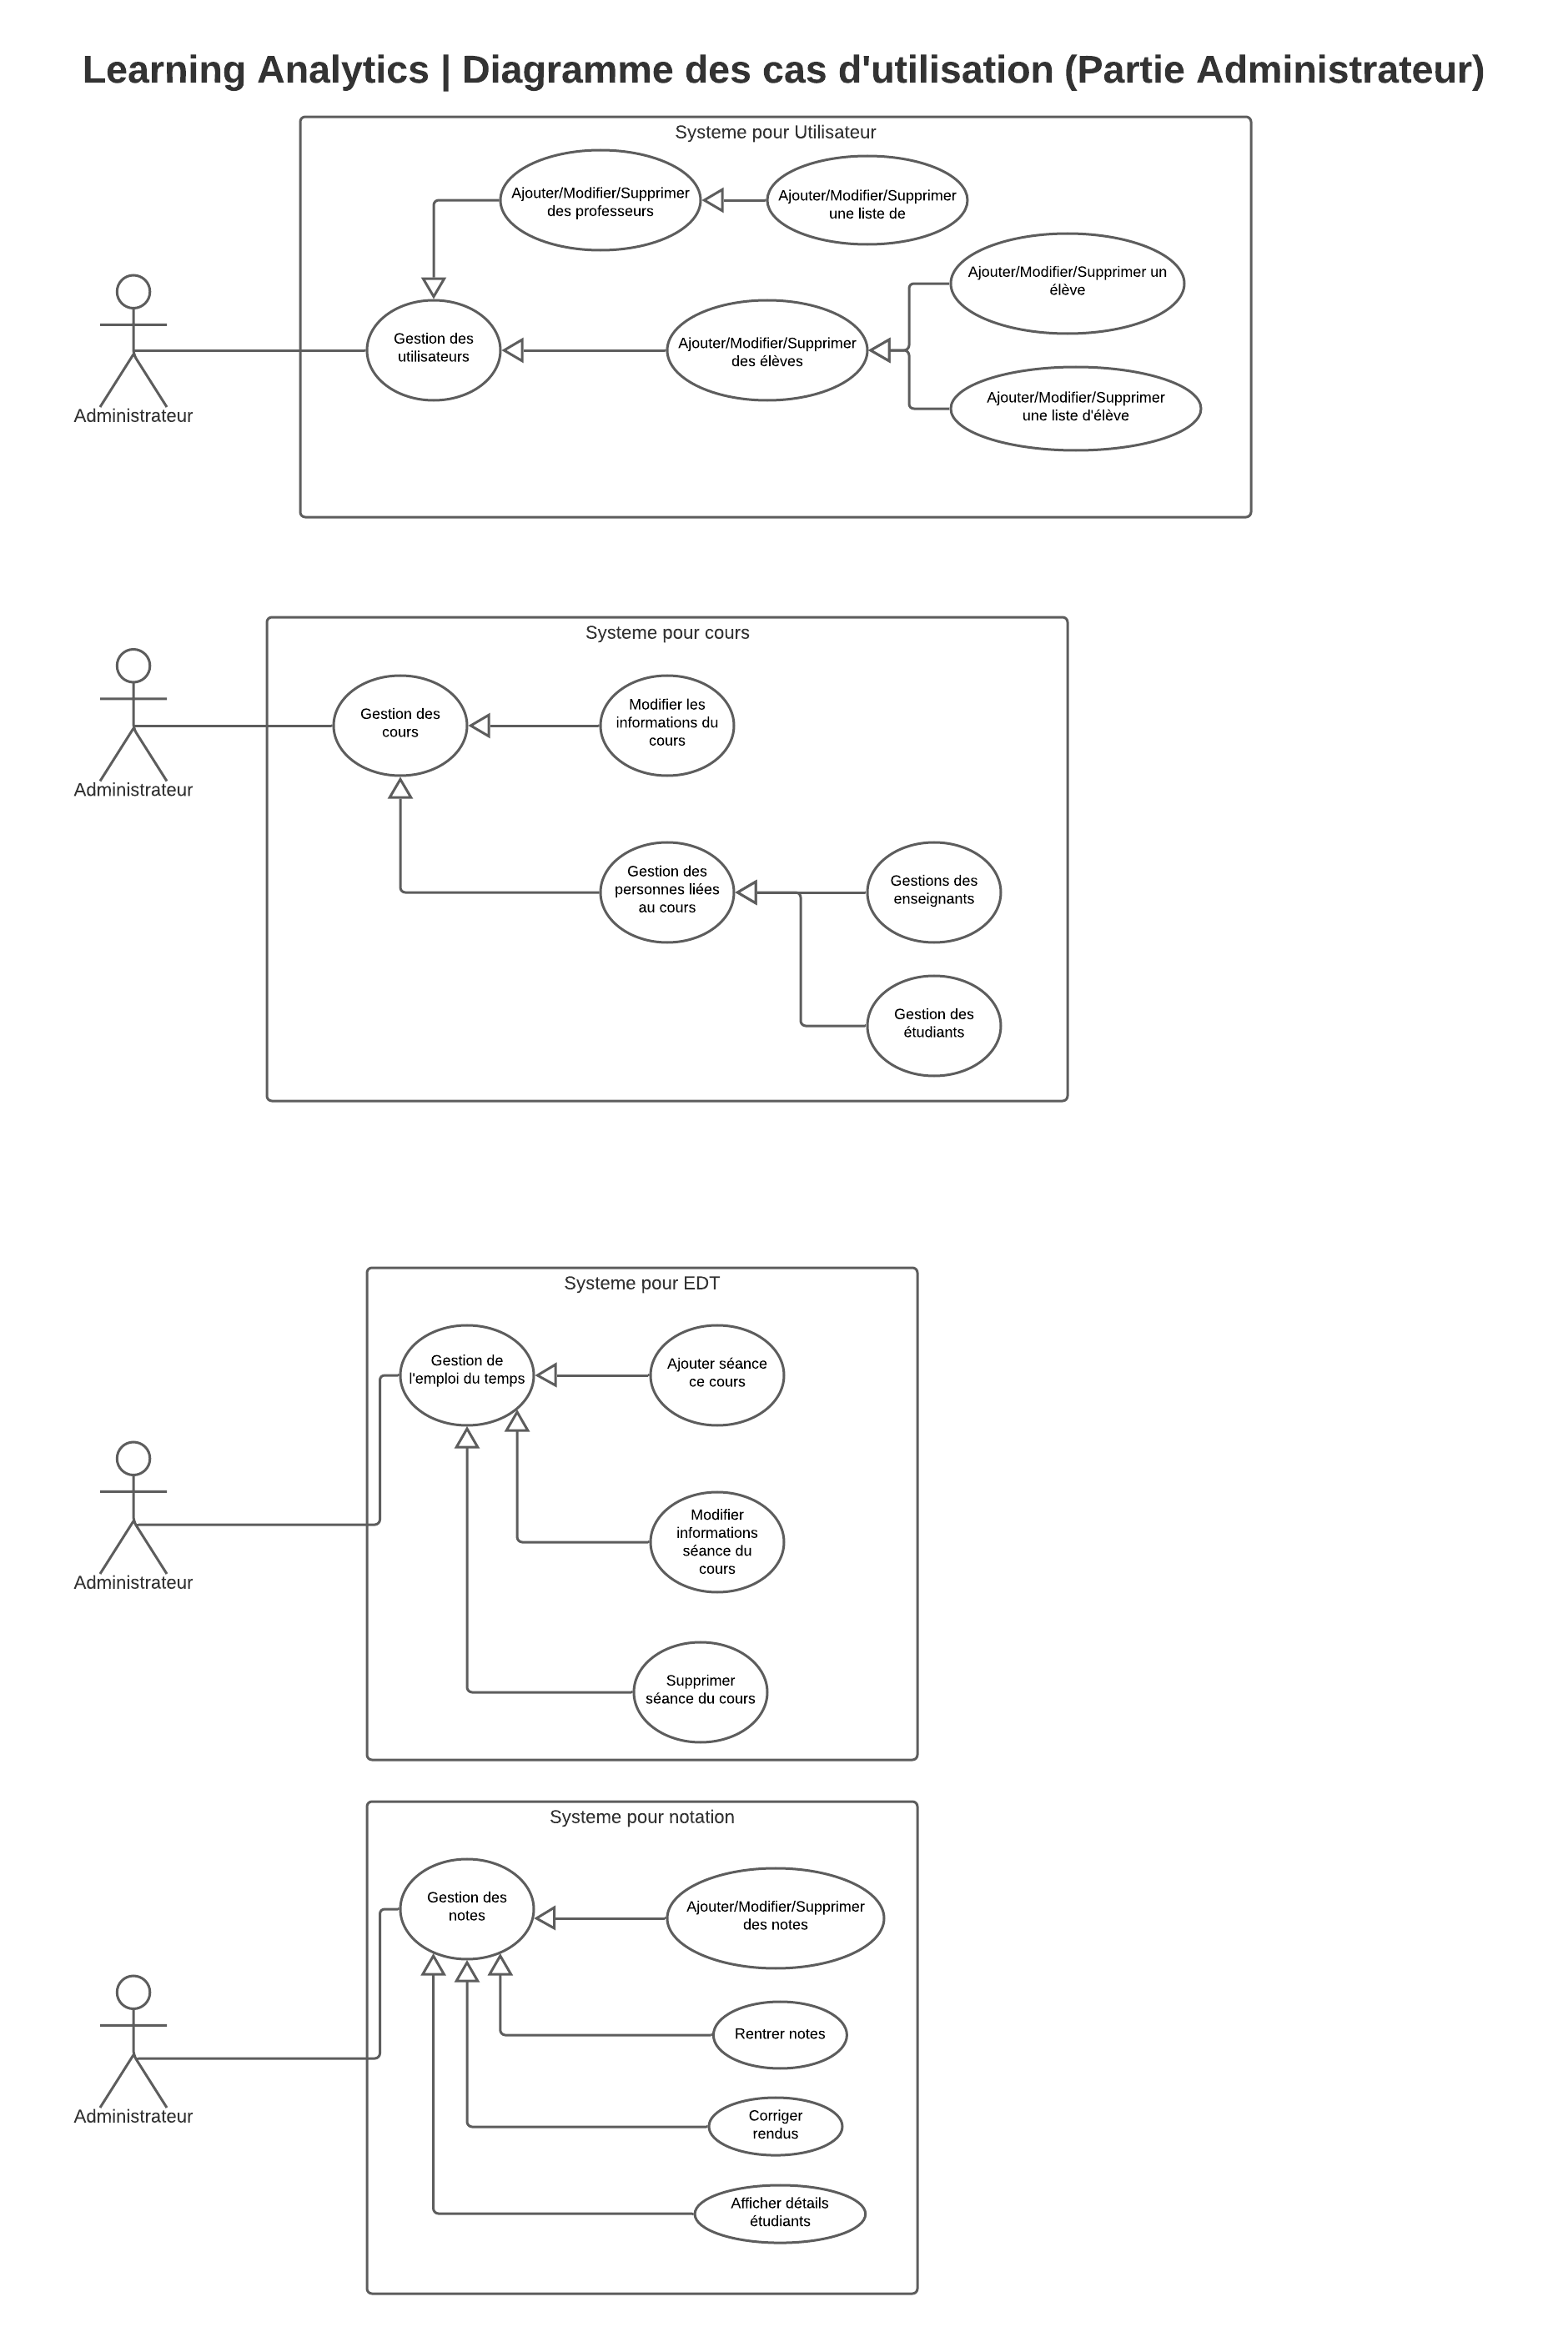 Learning Analytics | Diagramme des cas d'utilisation (Partie Administrateur)
Systeme pour Utilisateur
Ajouter/Modifier/Supprimer
des professeurs
Ajouter/Modifier/Supprimer
une liste de
Ajouter/Modifier/Supprimer un
élève
Gestion des
utilisateurs
Ajouter/Modifier/Supprimer
des élèves
Ajouter/Modifier/Supprimer
une liste d'élève
Administrateur
Systeme pour cours
Gestion des
cours
Modifier les
informations du
cours
Administrateur
Gestion des
personnes liées
au cours
Gestions des
enseignants
Gestion des
étudiants
Systeme pour EDT
Gestion de
l'emploi du temps
Ajouter séance
ce cours
Modifier
informations
séance du
cours
Administrateur
Supprimer
séance du cours
Systeme pour notation
Gestion des
notes
Ajouter/Modifier/Supprimer
des notes
Rentrer notes
Administrateur
Corriger
rendus
Afficher détails
étudiants